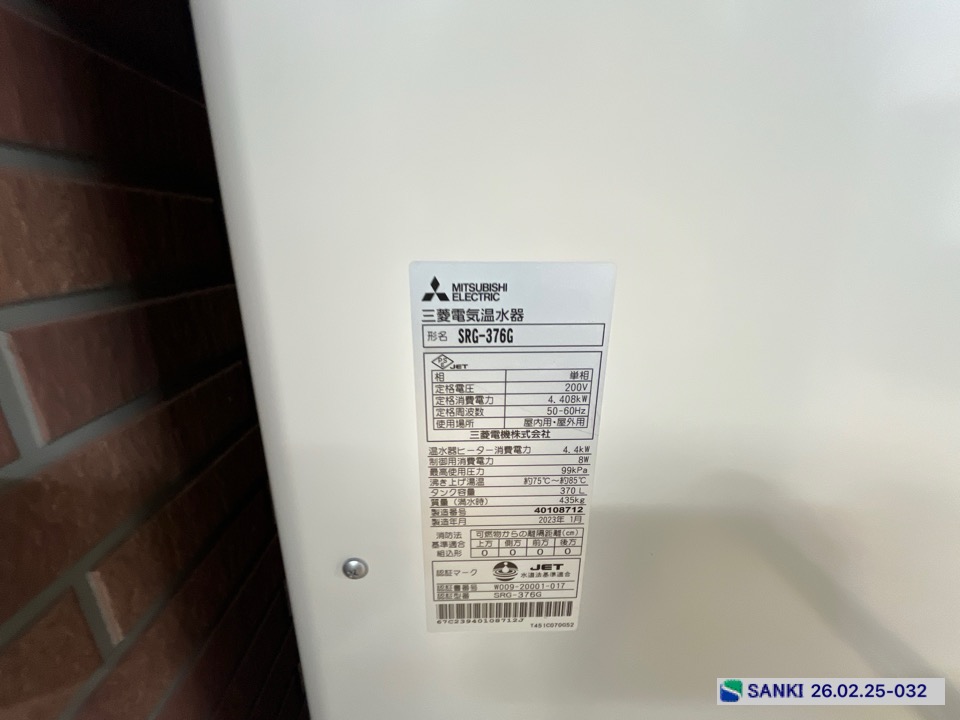 MITSUBISHI
ELECTRIC
三菱電気温水器
形名 SRG-376G
PSE JET
相 単相
定格電圧 200V
定格消費電力 4.408kW
定格周波数 50-60Hz
使用場所 屋内用・屋外用
三菱電機株式会社
温水器ヒーター消費電力 4.4kW
制御用消費電力 8W
最高使用圧力 99kPa
沸き上げ湯温 約75℃〜約85℃
タンク容量 370 L
質量(満水時) 435kg
製造番号 40108712
製造年月 2023年 1月
消防法 可燃物からの離隔距離(cm)
基準適合 上方 側方 前方 後方
組込形 0 0 0 0
認証マーク JET
水道法基準適合
認証書番号 W009-20001-017
認証型番 SRG-376G
67C23940108712J
T451C079G52
SANKI 26.02.25-032